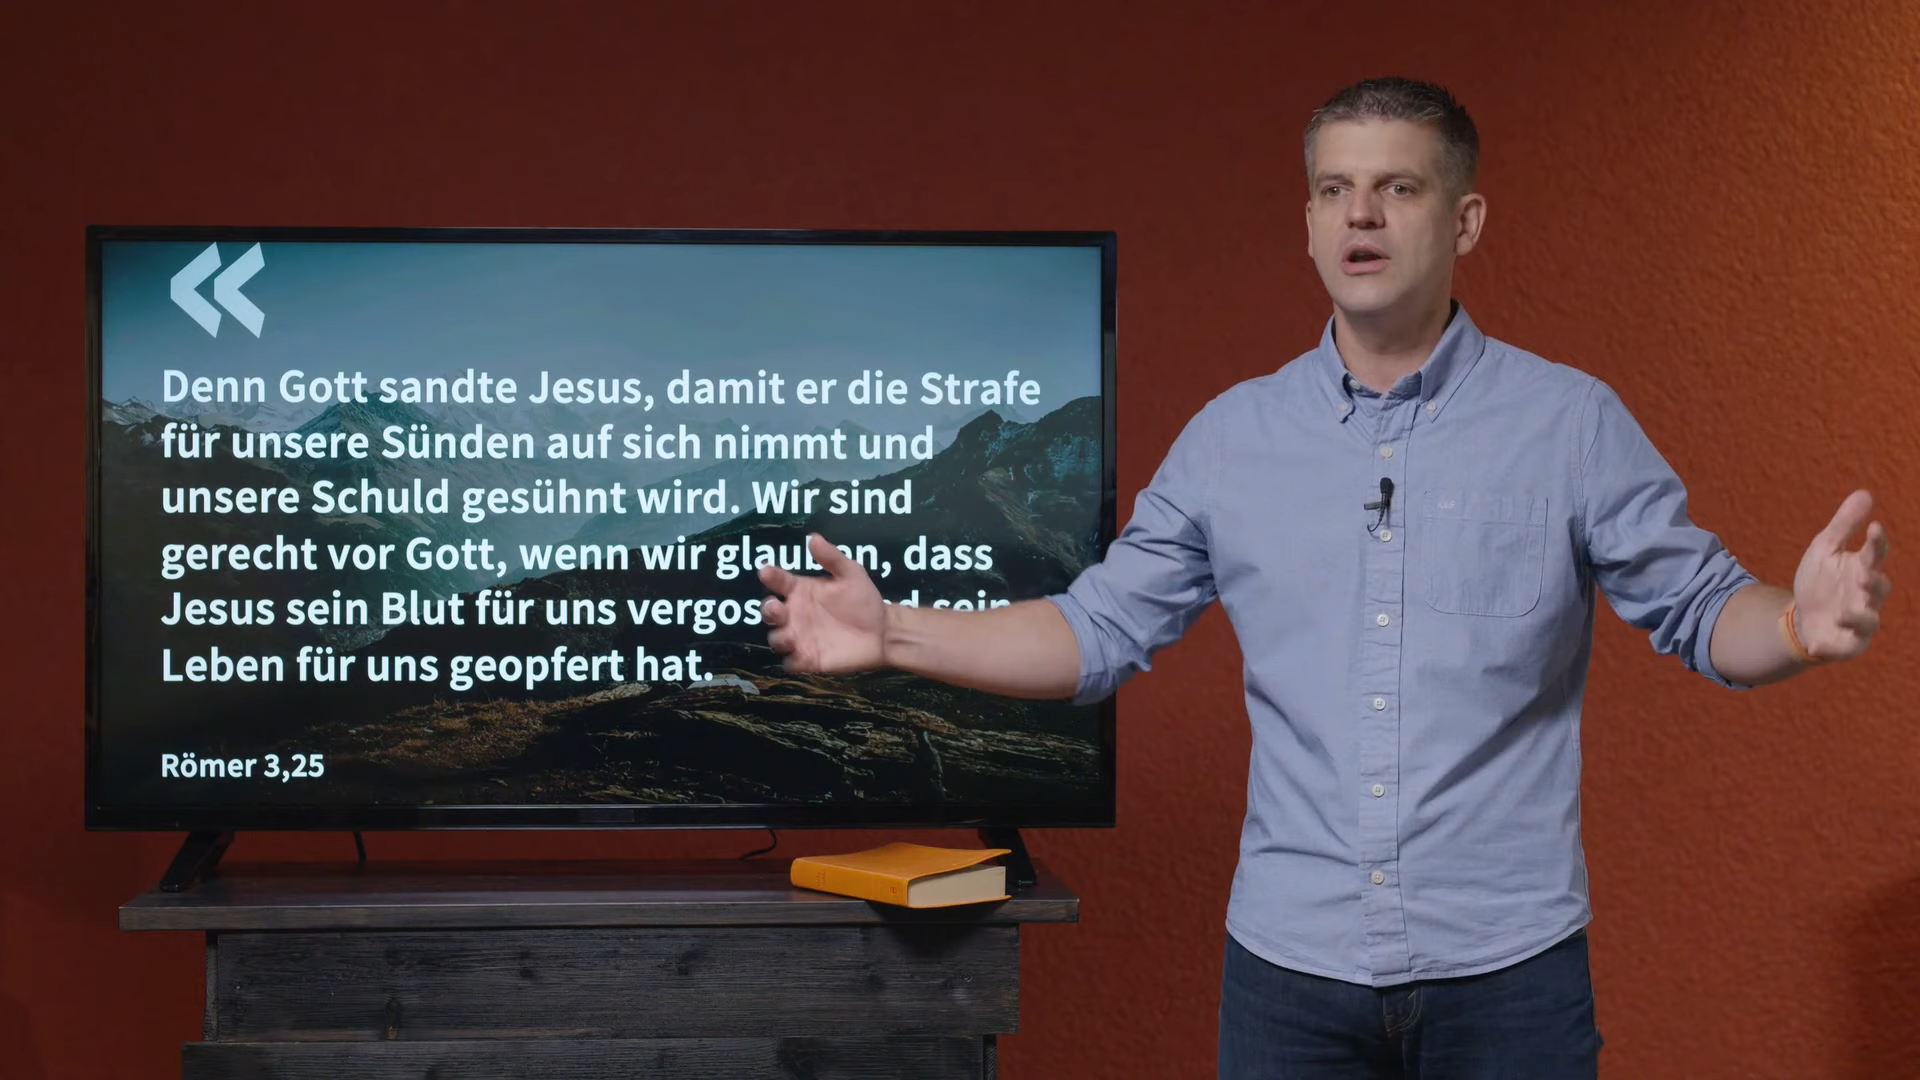 «
Denn Gott sandte Jesus, damit er die Strafe
für unsere Sünden auf sich nimmt und
unsere Schuld gesühnt wird. Wir sind
gerecht vor Gott, wenn wir glauben, dass
Jesus sein Blut für uns sein
Leben für uns geopfert hat.
Römer 3,25